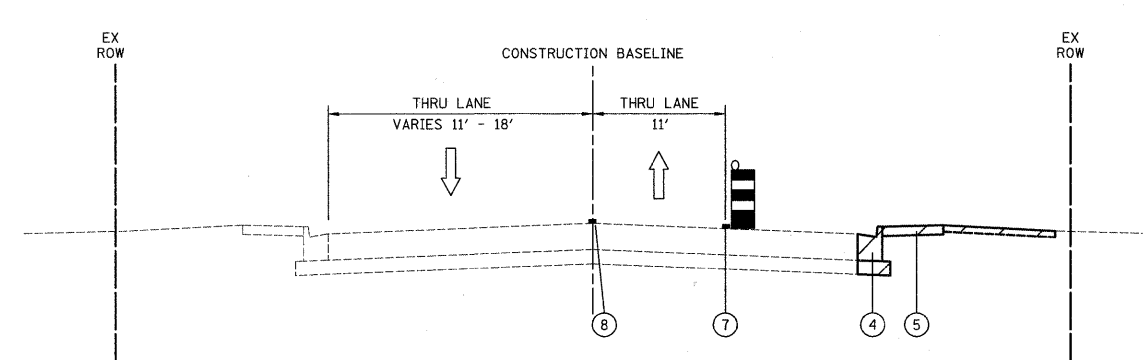 EX
ROW
CONSTRUCTION BASELINE
EX
ROW
THRU LANE
VARIES 11' - 18'
THRU LANE
11'
8
7
4
5